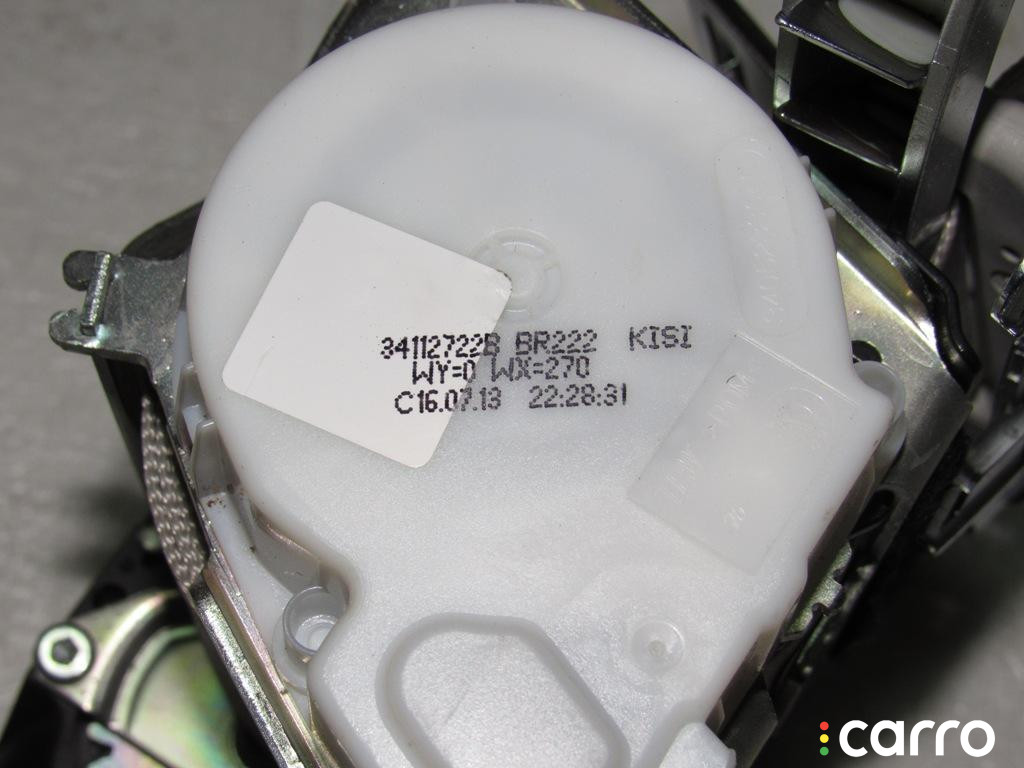 34112722B BR222 KISI
WY=0 WX=270
C16.07.13 22:28:31
carro